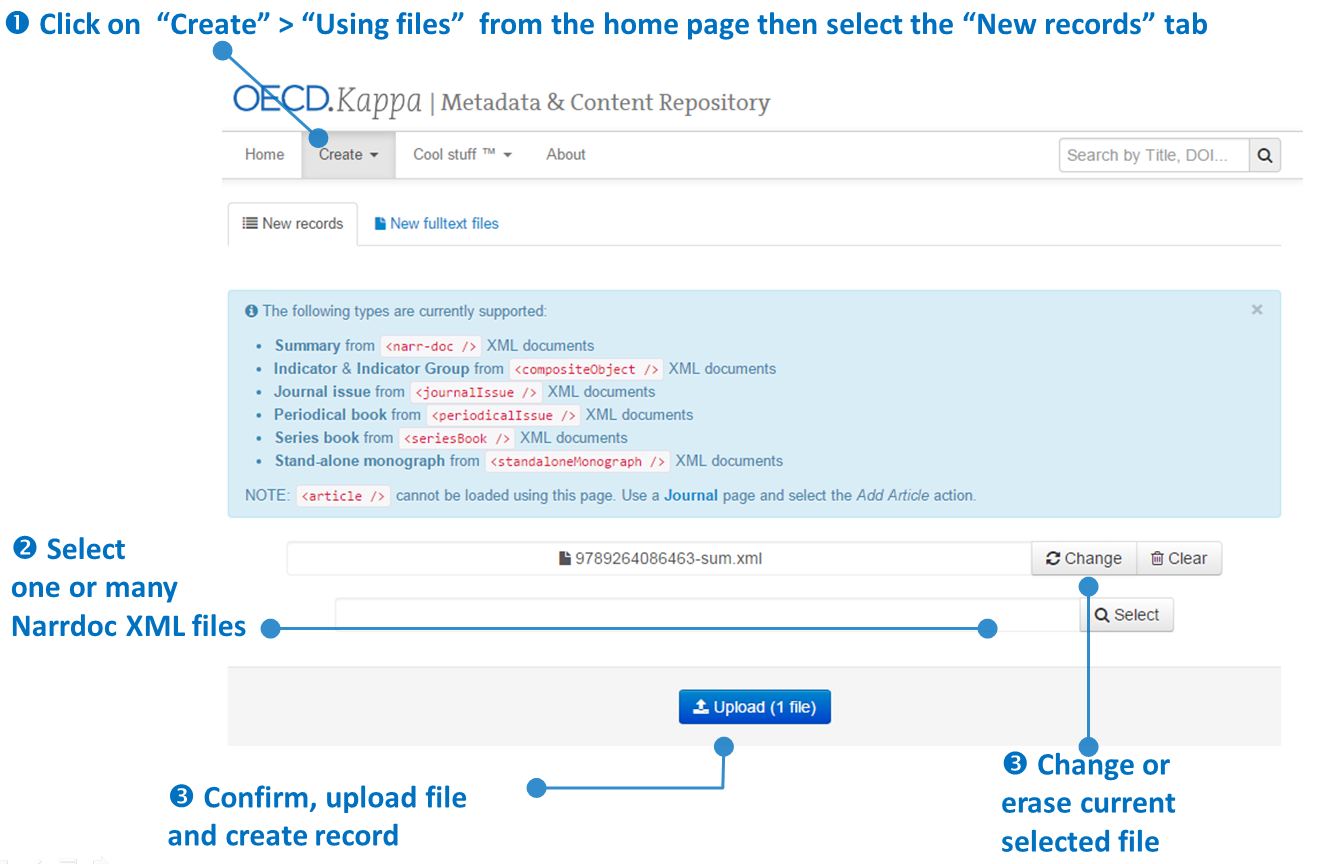 ❶ Click on “Create” > “Using files” from the home page then select the “New records” tab
OECD.Kappa | Metadata & Content Repository
Home Create Cool stuff ™ About Search by Title, DOI...
New records New fulltext files
The following types are currently supported:
• Summary from <narr-doc /> XML documents
• Indicator & Indicator Group from <compositeObject /> XML documents
• Journal issue from <journalIssue /> XML documents
• Periodical book from <periodicalIssue /> XML documents
• Series book from <seriesBook /> XML documents
• Stand-alone monograph from <standaloneMonograph /> XML documents
NOTE: <article /> cannot be loaded using this page. Use a Journal page and select the Add Article action.
❷ Select
one or many
Narrdoc XML files
9789264086463-sum.xml Change Clear
Select
Upload (1 file)
❸ Confirm, upload file
and create record
❸ Change or
erase current
selected file